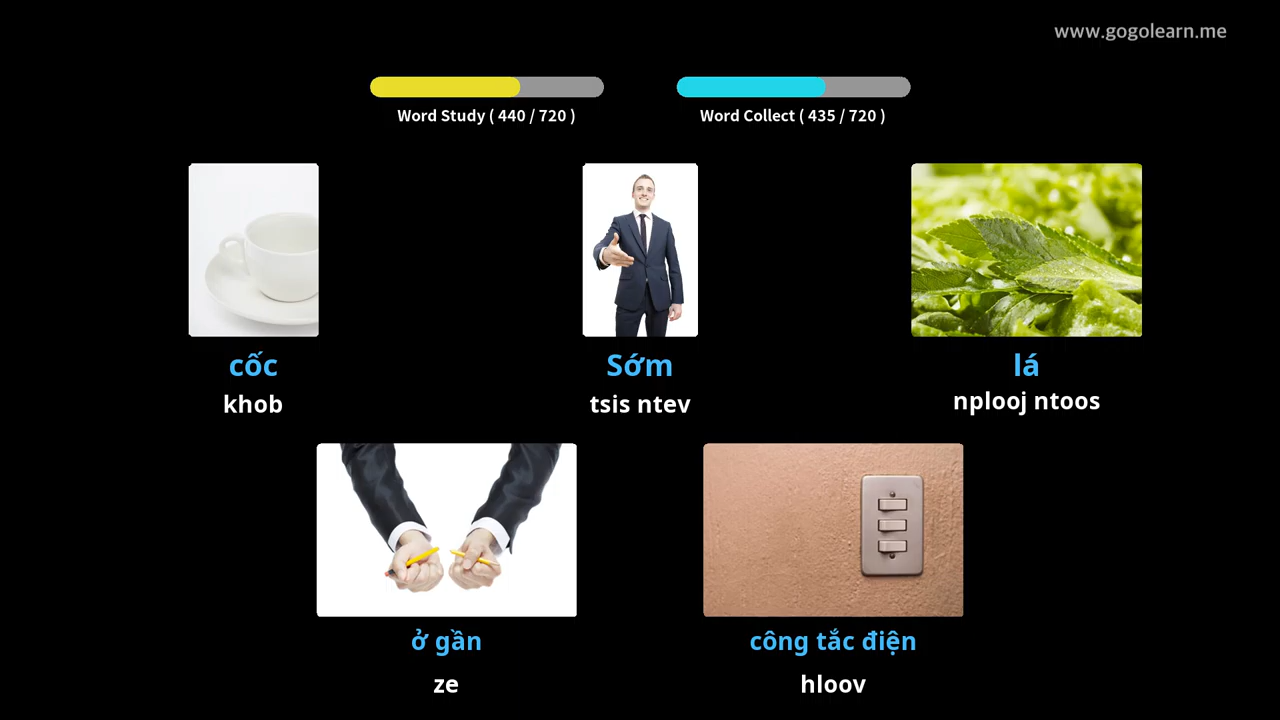 www.gogolearn.me
Word Study ( 440 / 720 )
Word Collect ( 435 / 720 )
cốc
khob
Sớm
tsis ntev
lá
nplooj ntoos
ở gần
ze
công tắc điện
hloov